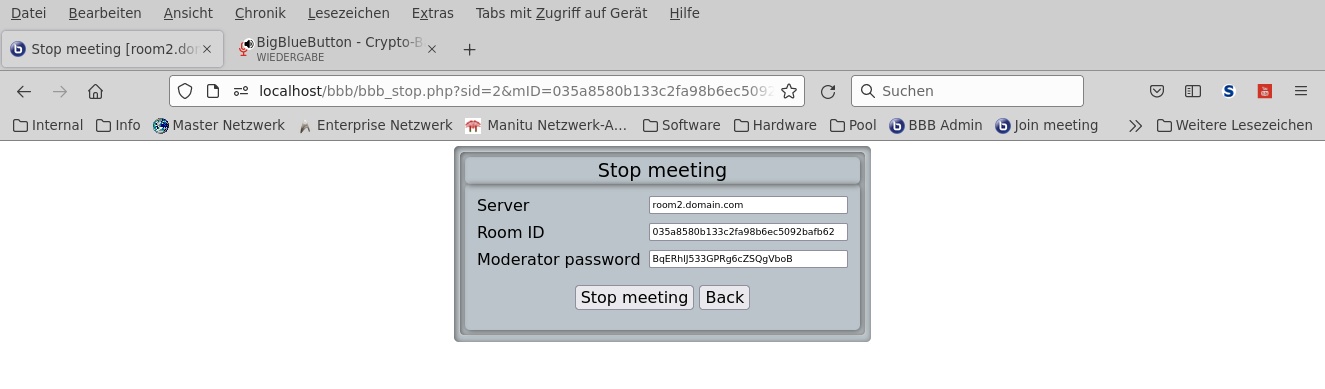 Datei Bearbeiten Ansicht Chronik Lesezeichen Extras Tabs mit Zugriff auf Gerät Hilfe
Stop meeting [room2.do
BigBlueButton - Crypto-B
WIEDERGABE
localhost/bbb/bbb_stop.php?sid=2&mID=035a8580b133c2fa98b6ec5092 Suchen
Internal Info Master Netzwerk Enterprise Netzwerk Manitu Netzwerk-A... Software Hardware Pool BBB Admin Join meeting Weitere Lesezeichen
Stop meeting
Server room2.domain.com
Room ID 035a8580b133c2fa98b6ec5092bafb62
Moderator password BqERhIJ533GPRg6cZSQgVboB
Stop meeting Back